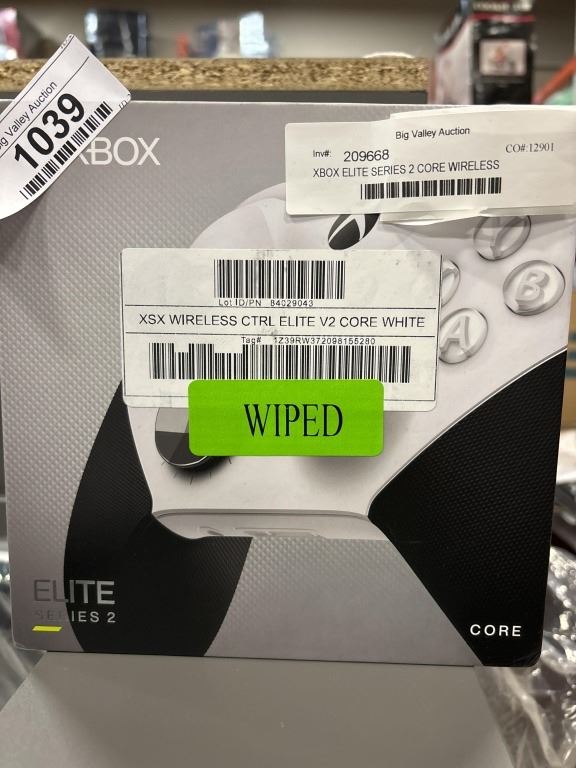 Big Valley Auction
1039
XBOX
Big Valley Auction
Inv#: 209668 CO#:12901
XBOX ELITE SERIES 2 CORE WIRELESS
Lot ID/PN 84029043
XSX WIRELESS CTRL ELITE V2 CORE WHITE
Tag# 1Z39RW372098155280
WIPED
B
A
ELITE
SERIES 2
CORE